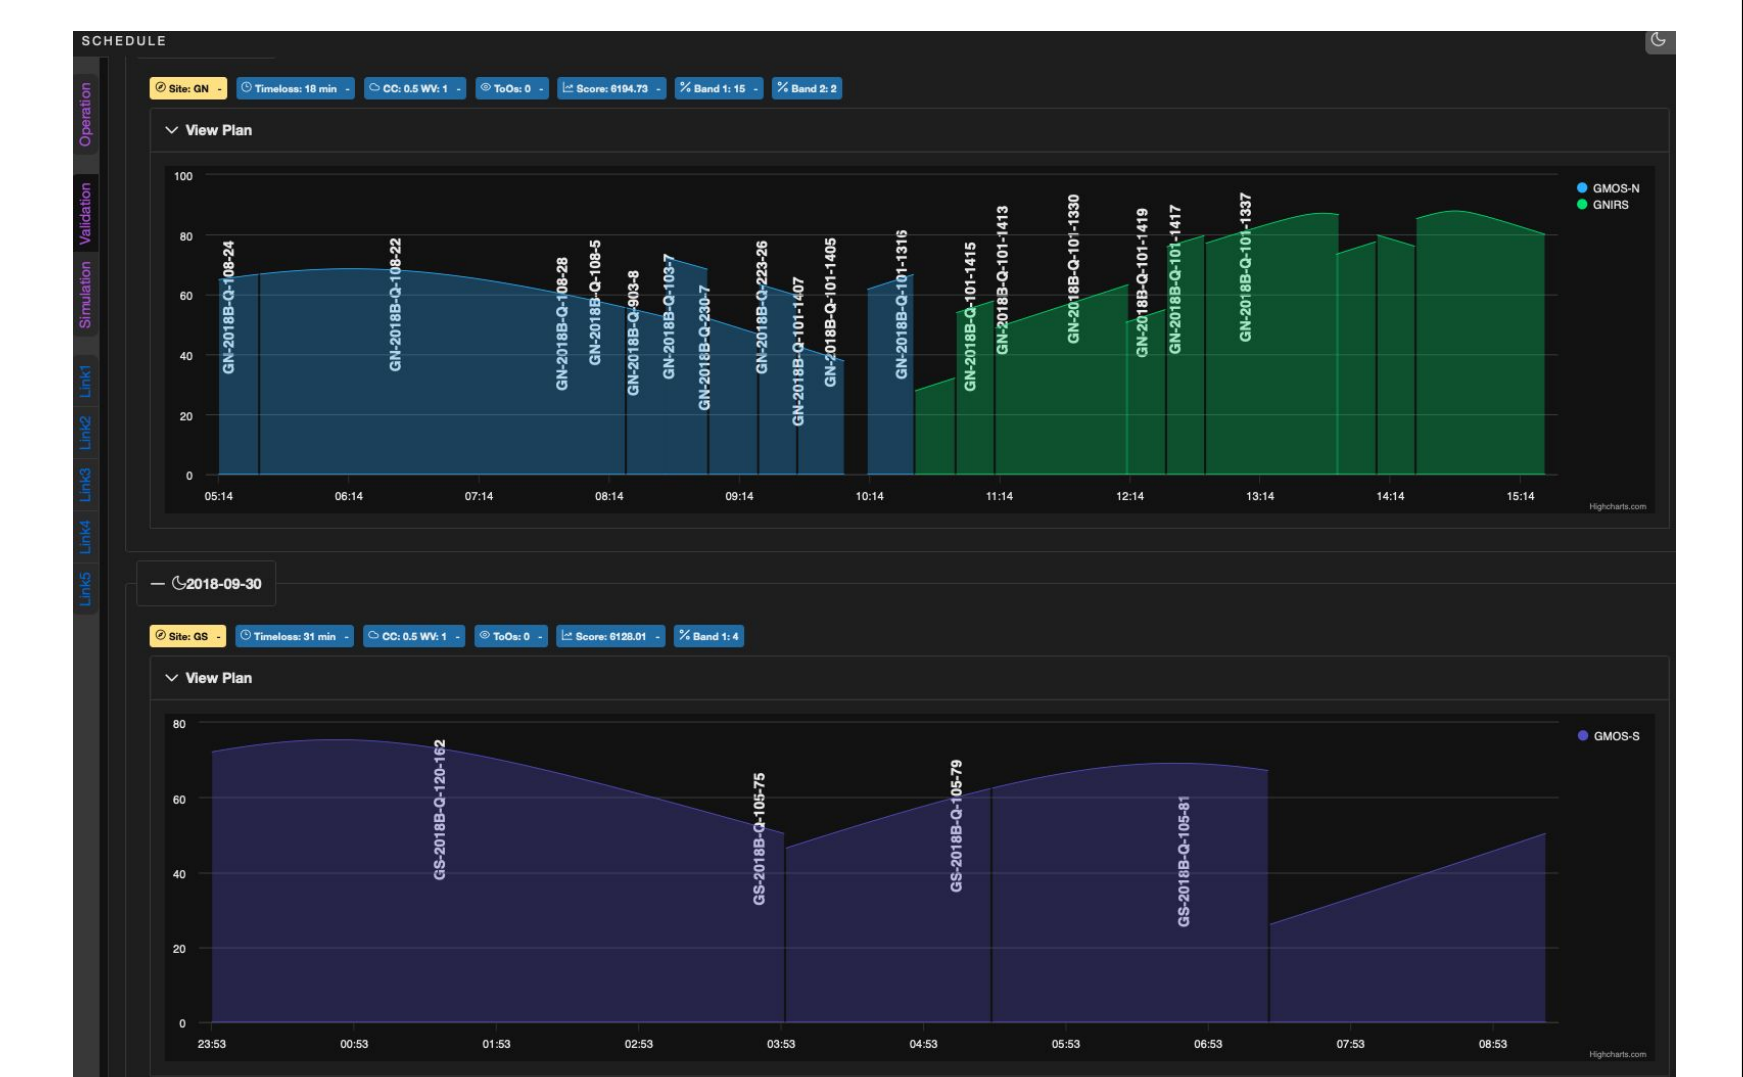 SCHEDULE
Operation
Validation
Simulation
Link1
Link2
Link3
Link4
Link5
Site: GN - Timeloss: 18 min - CC: 0.5 WV: 1 - ToOs: 0 - Score: 6194.73 - Band 1: 15 - Band 2: 2
View Plan
100
80
60
40
20
0
GN-2018B-Q-108-24
GN-2018B-Q-108-22
GN-2018B-Q-108-28
GN-2018B-Q-108-5
GN-2018B-Q-903-8
GN-2018B-Q-103-7
GN-2018B-Q-230-7
GN-2018B-Q-223-26
GN-2018B-Q-101-1407
GN-2018B-Q-101-1405
GN-2018B-Q-101-1316
GN-2018B-Q-101-1415
GN-2018B-Q-101-1413
GN-2018B-Q-101-1330
GN-2018B-Q-101-1419
GN-2018B-Q-101-1417
GN-2018B-Q-101-1337
GMOS-N
GNIRS
05:14 06:14 07:14 08:14 09:14 10:14 11:14 12:14 13:14 14:14 15:14
Highcharts.com
2018-09-30
Site: GS - Timeloss: 31 min - CC: 0.5 WV: 1 - ToOs: 0 - Score: 6128.01 - Band 1: 4
View Plan
80
60
40
20
0
GS-2018B-Q-120-162
GS-2018B-Q-105-75
GS-2018B-Q-105-79
GS-2018B-Q-105-81
GMOS-S
23:53 00:53 01:53 02:53 03:53 04:53 05:53 06:53 07:53 08:53
Highcharts.com